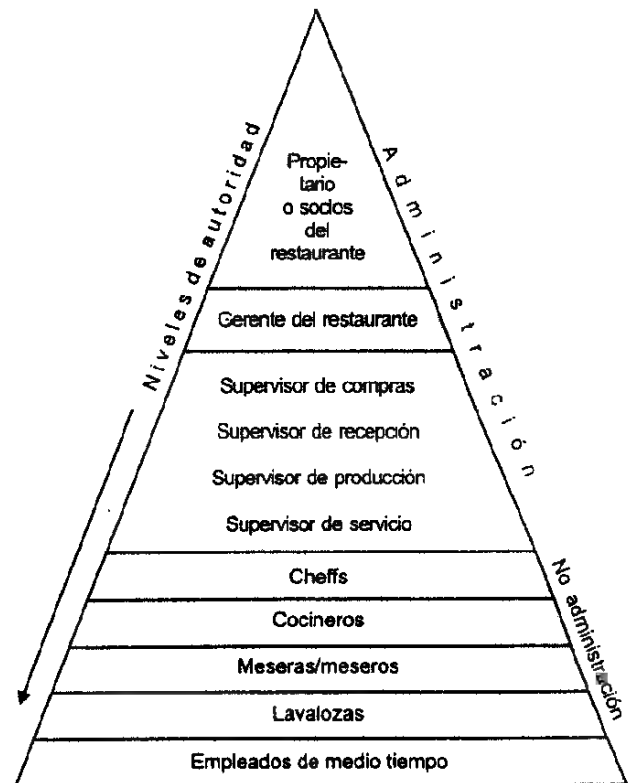 Niveles de autoridad
Administración
Propie-
tario
o socios
del
restaurante
Gerente del restaurante
Supervisor de compras
Supervisor de recepción
Supervisor de producción
Supervisor de servicio
No administración
Cheffs
Cocineros
Meseras/meseros
Lavalozas
Empleados de medio tiempo